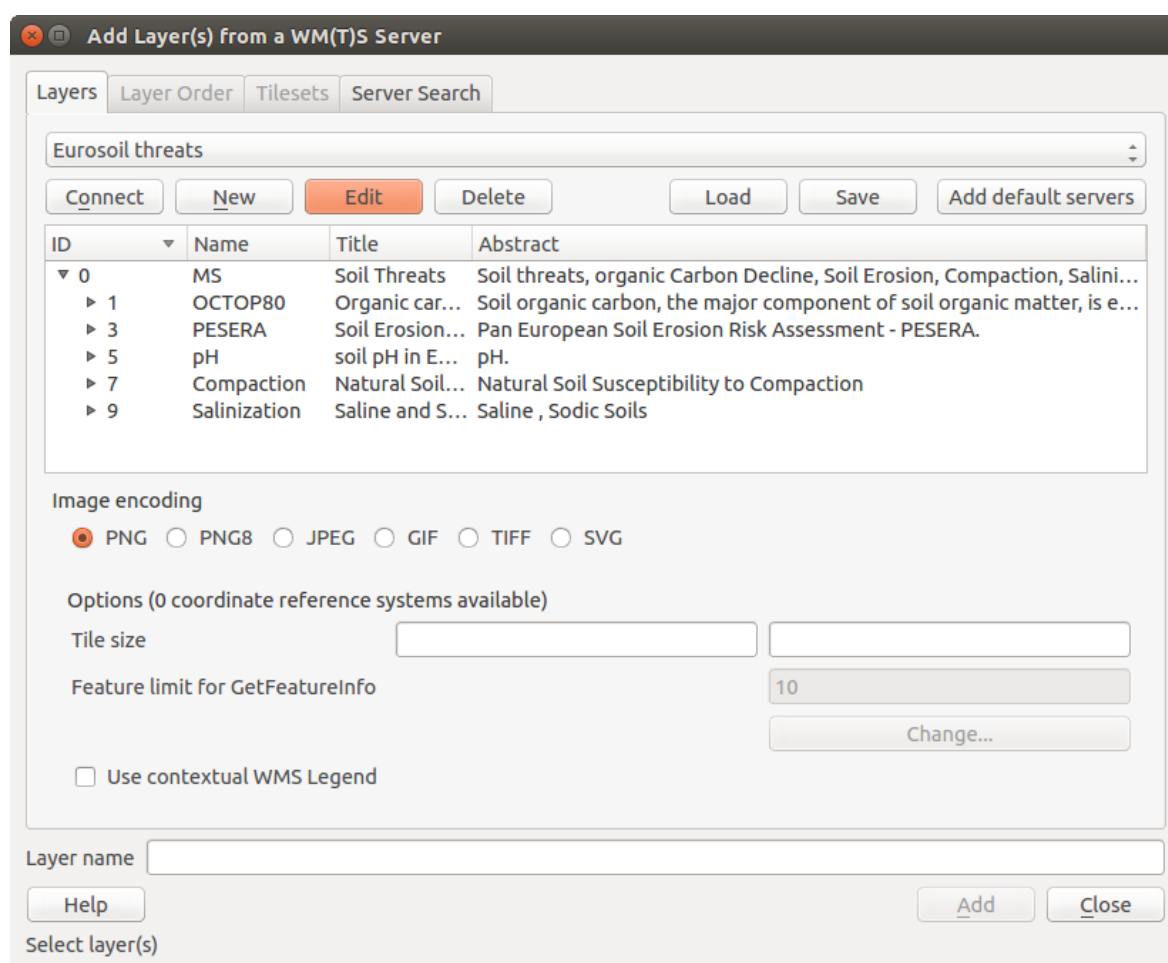 Add Layer(s) from a WM(T)S Server
Layers Layer Order Tilesets Server Search
Eurosoil threats
Connect New Edit Delete Load Save Add default servers
ID Name Title Abstract
0 MS Soil Threats Soil threats, organic Carbon Decline, Soil Erosion, Compaction, Salini...
1 OCTOP80 Organic car... Soil organic carbon, the major component of soil organic matter, is e...
3 PESERA Soil Erosion... Pan European Soil Erosion Risk Assessment - PESERA.
5 pH soil pH in E... pH.
7 Compaction Natural Soil... Natural Soil Susceptibility to Compaction
9 Salinization Saline and S... Saline , Sodic Soils
Image encoding
PNG PNG8 JPEG GIF TIFF SVG
Options (0 coordinate reference systems available)
Tile size
Feature limit for GetFeatureInfo 10
Change...
Use contextual WMS Legend
Layer name
Help Add Close
Select layer(s)